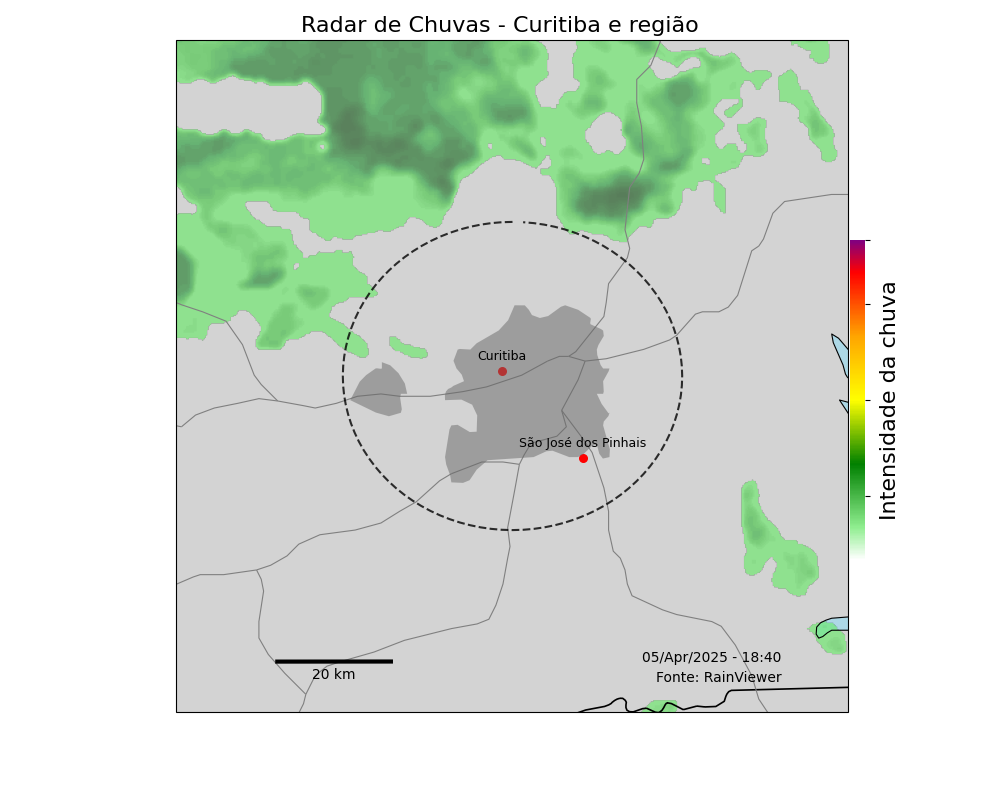 Radar de Chuvas - Curitiba e região
Curitiba
São José dos Pinhais
Intensidade da chuva
05/Apr/2025 - 18:40
Fonte: RainViewer
20 km